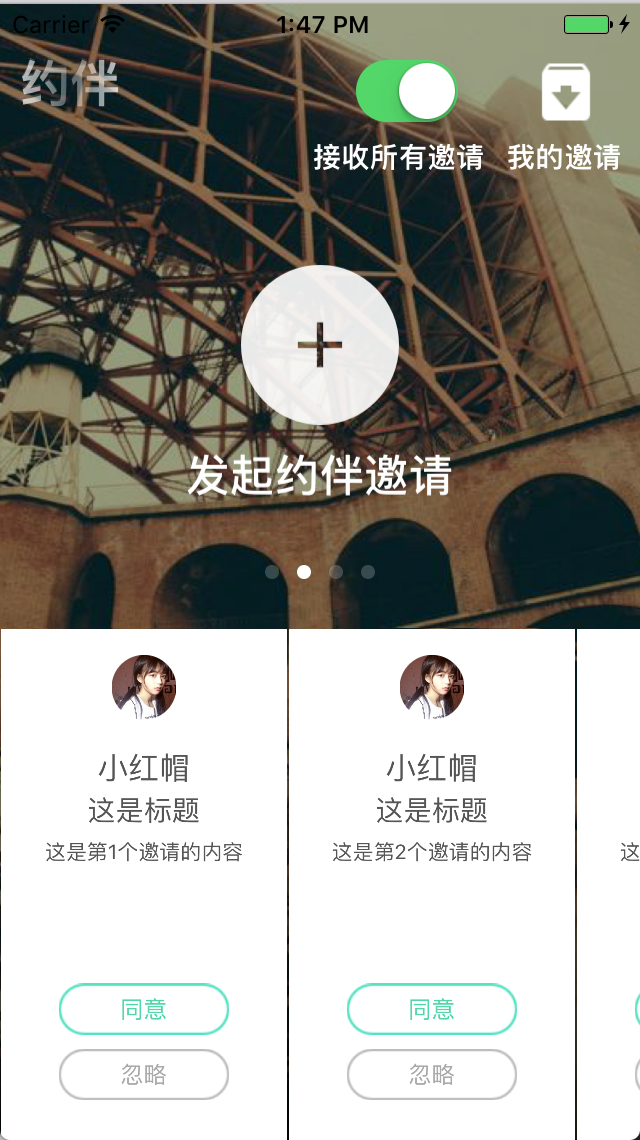 Carrier 1:47 PM
约伴
接收所有邀请 我的邀请
发起约伴邀请
小红帽 小红帽
这是标题 这是标题
这是第1个邀请的内容 这是第2个邀请的内容 这
同意 同意
忽略 忽略